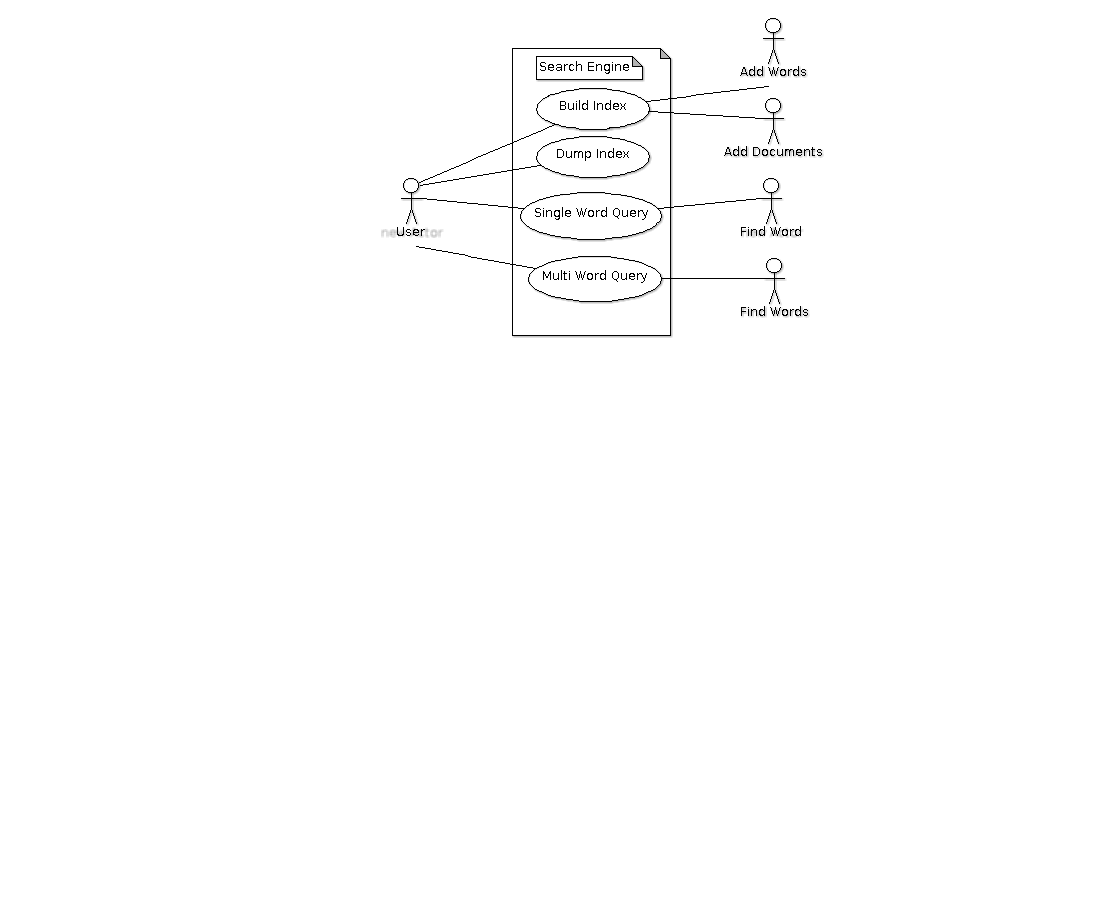 Add Words
Search Engine
Build Index
Add Documents
Dump Index
Single Word Query
User
Find Word
Multi Word Query
Find Words